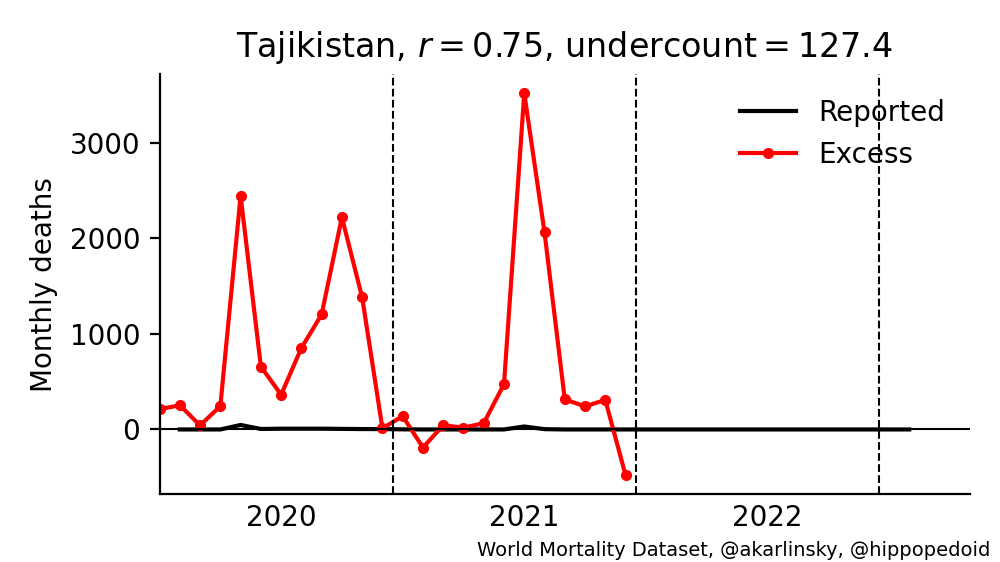 Tajikistan, r = 0.75, undercount = 127.4
Reported
Excess
Monthly deaths
3000
2000
1000
0
2020 2021 2022
World Mortality Dataset, @akarlinsky, @hippopedoid